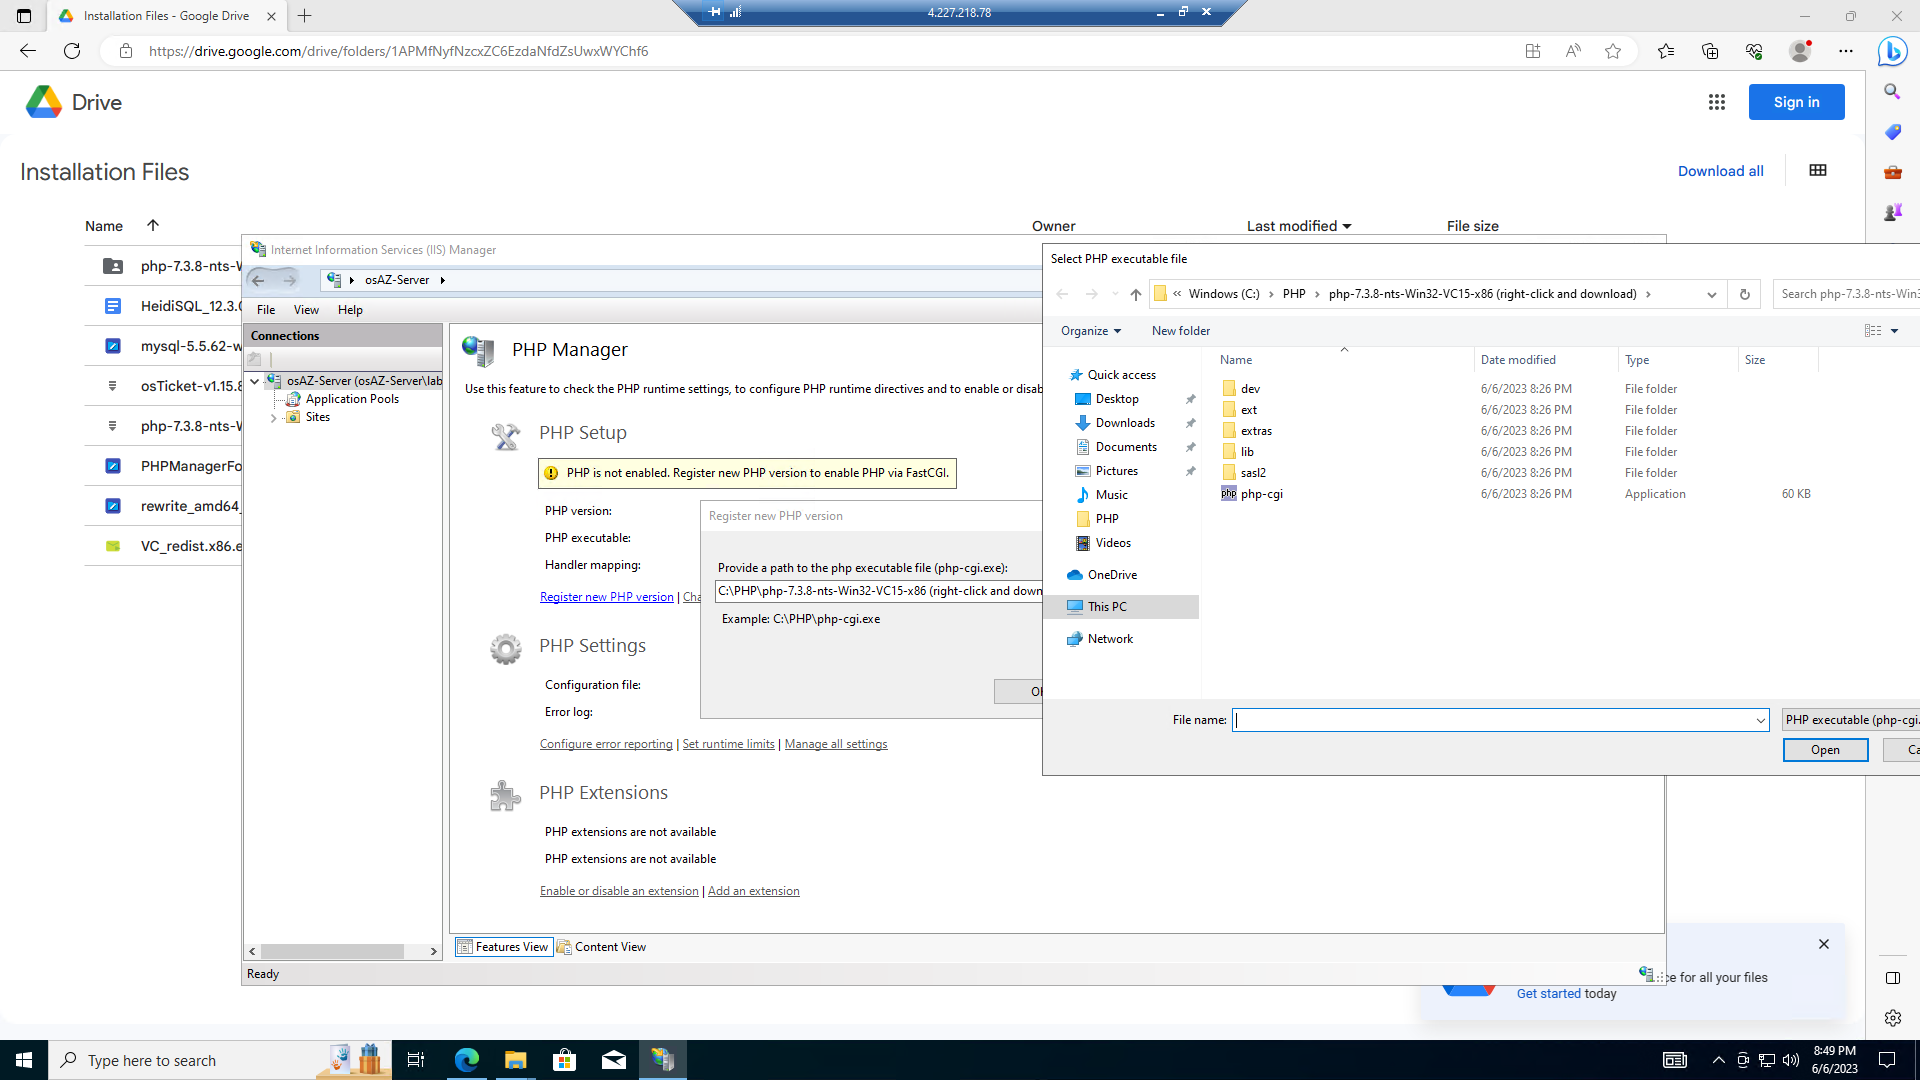 Installation Files - Google Drive
4.227.218.78
https://drive.google.com/drive/folders/1APMfNyfNzcxZC6EzdaNfdZsUwxWYChf6
Drive
Sign in
Installation Files
Download all
Name
Owner
Last modified
File size
php-7.3.8-nts-W
HeidiSQL_12.3.0
mysql-5.5.62-w
osTicket-v1.15.8
php-7.3.8-nts-W
PHPManagerFo
rewrite_amd64_
VC_redist.x86.e
Internet Information Services (IIS) Manager
osAZ-Server
File View Help
Connections
osAZ-Server (osAZ-Server\lab
Application Pools
Sites
PHP Manager
Use this feature to check the PHP runtime settings, to configure PHP runtime directives and to enable or disab
PHP Setup
PHP is not enabled. Register new PHP version to enable PHP via FastCGI.
PHP version:
PHP executable:
Handler mapping:
Register new PHP version | Cha
Register new PHP version
Provide a path to the php executable file (php-cgi.exe):
C:\PHP\php-7.3.8-nts-Win32-VC15-x86 (right-click and down
Example: C:\PHP\php-cgi.exe
PHP Settings
Configuration file:
Error log:
Configure error reporting | Set runtime limits | Manage all settings
PHP Extensions
PHP extensions are not available
PHP extensions are not available
Enable or disable an extension | Add an extension
Features View Content View
Ready
Select PHP executable file
« Windows (C:) › PHP › php-7.3.8-nts-Win32-VC15-x86 (right-click and download) ›
Search php-7.3.8-nts-Win3
Organize New folder
Name Date modified Type Size
Quick access
Desktop
Downloads
Documents
Pictures
Music
PHP
Videos
OneDrive
This PC
Network
dev 6/6/2023 8:26 PM File folder
ext 6/6/2023 8:26 PM File folder
extras 6/6/2023 8:26 PM File folder
lib 6/6/2023 8:26 PM File folder
sasl2 6/6/2023 8:26 PM File folder
php-cgi 6/6/2023 8:26 PM Application 60 KB
File name:
PHP executable (php-cgi.
Open
Ca
ce for all your files
Get started today
Type here to search
8:49 PM
6/6/2023